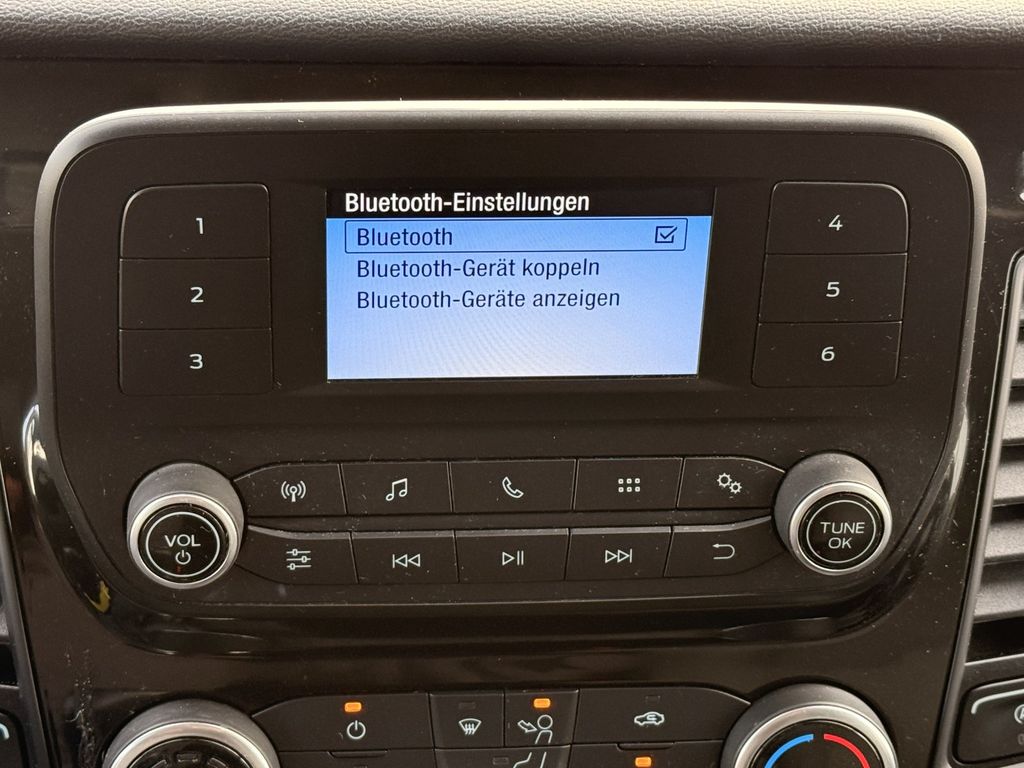 Bluetooth-Einstellungen
Bluetooth
Bluetooth-Gerät koppeln
Bluetooth-Geräte anzeigen
1
2
3
4
5
6
VOL
TUNE
OK